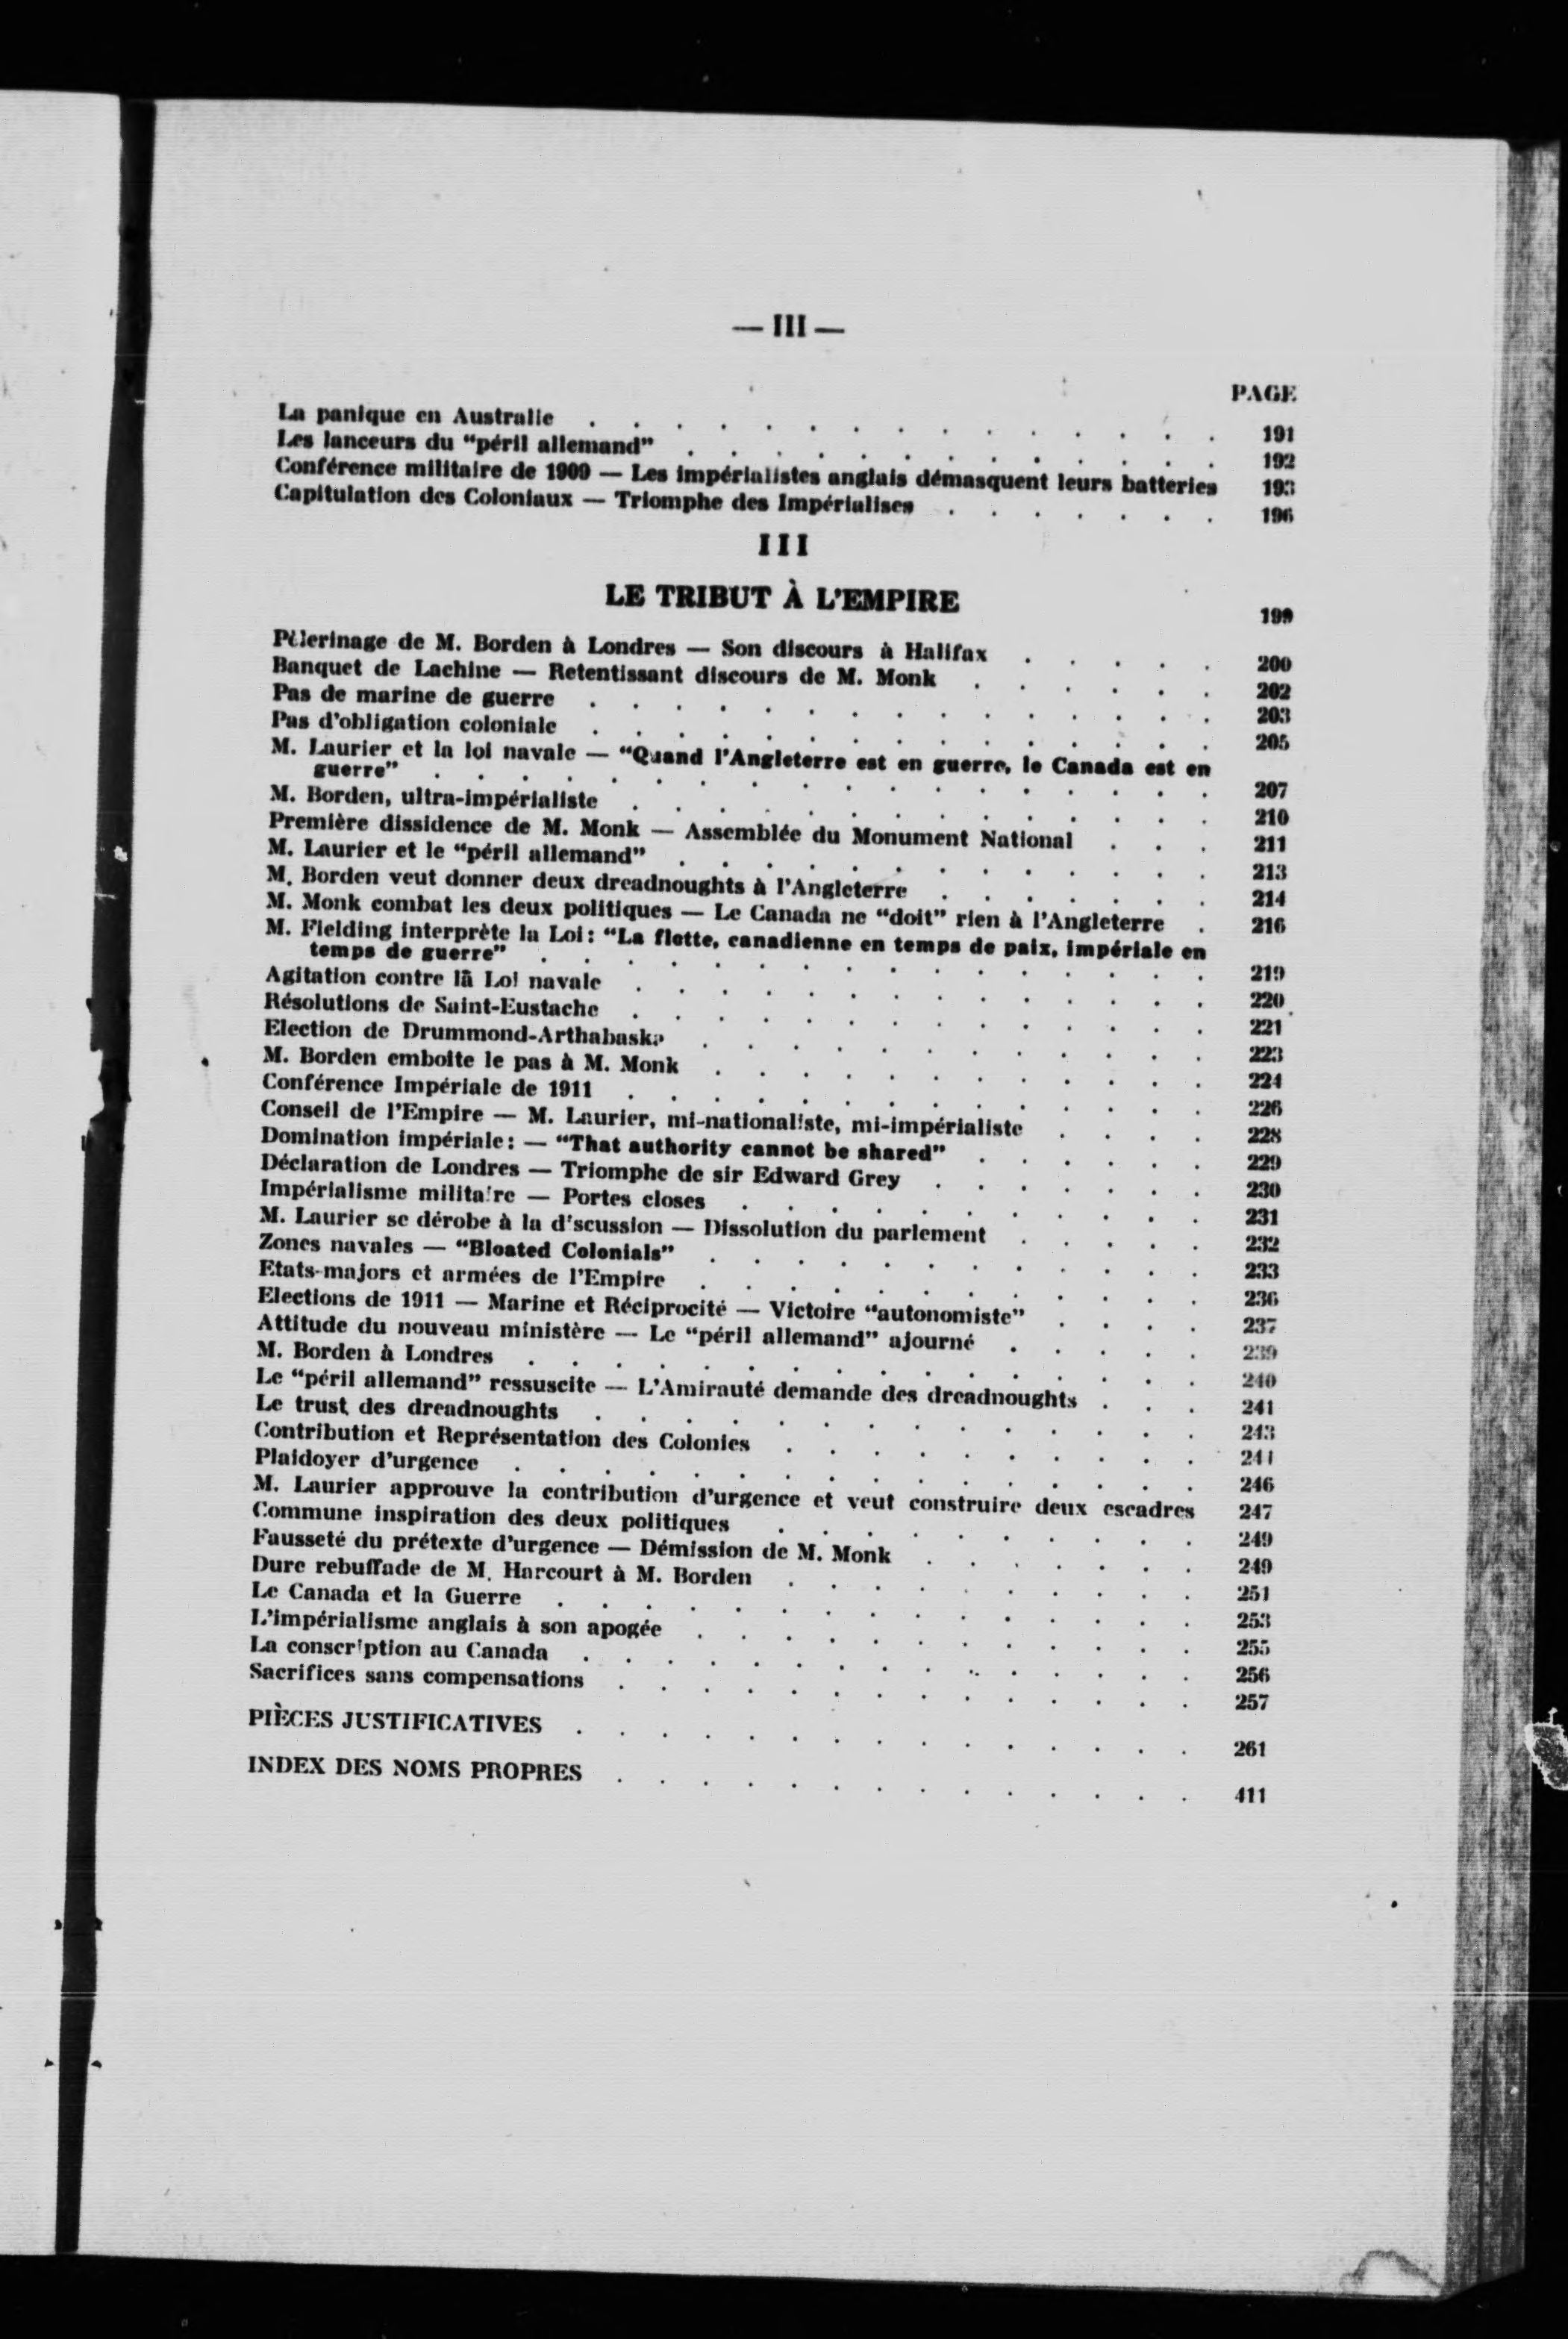 — III —
PAGE
La panique en Australie . . . . . . . . . . . . . . . 191
Les lanceurs du “péril allemand” . . . . . . . . . . . . . 192
Conférence militaire de 1909 — Les impérialistes anglais démasquent leurs batteries 193
Capitulation des Coloniaux — Triomphe des Impérialises . . . . . . . 196
III
LE TRIBUT À L’EMPIRE 199
Pèlerinage de M. Borden à Londres — Son discours à Halifax . . . . . 200
Banquet de Lachine — Retentissant discours de M. Monk . . . . . . 202
Pas de marine de guerre . . . . . . . . . . . . . . . 203
Pas d’obligation coloniale . . . . . . . . . . . . . . . 205
M. Laurier et la loi navale — “Quand l’Angleterre est en guerre, le Canada est en
guerre” . . . . . . . . . . . . . . . . . . . 207
M. Borden, ultra-impérialiste . . . . . . . . . . . . . . 210
Première dissidence de M. Monk — Assemblée du Monument National . . . 211
M. Laurier et le “péril allemand” . . . . . . . . . . . . . 213
M. Borden veut donner deux dreadnoughts à l’Angleterre . . . . . . . 214
M. Monk combat les deux politiques — Le Canada ne “doit” rien à l’Angleterre . 216
M. Fielding interprète la Loi: “La flotte, canadienne en temps de paix, impériale en
temps de guerre” . . . . . . . . . . . . . . . . 219
Agitation contre la Loi navale . . . . . . . . . . . . . . 220
Résolutions de Saint-Eustache . . . . . . . . . . . . . . 221
Election de Drummond-Arthabaska . . . . . . . . . . . . 223
M. Borden emboite le pas à M. Monk . . . . . . . . . . . . 224
Conférence Impériale de 1911 . . . . . . . . . . . . . . 226
Conseil de l’Empire — M. Laurier, mi-nationaliste, mi-impérialiste . . . . 228
Domination impériale: — “That authority cannot be shared” . . . . . . 229
Déclaration de Londres — Triomphe de sir Edward Grey . . . . . . . 230
Impérialisme militaire — Portes closes . . . . . . . . . . . 231
M. Laurier se dérobe à la discussion — Dissolution du parlement . . . . . 232
Zones navales — “Bloated Colonials” . . . . . . . . . . . . 233
Etats-majors et armées de l’Empire . . . . . . . . . . . . 236
Elections de 1911 — Marine et Réciprocité — Victoire “autonomiste” . . . . 237
Attitude du nouveau ministère — Le “péril allemand” ajourné . . . . . 239
M. Borden à Londres . . . . . . . . . . . . . . . . 240
Le “péril allemand” ressuscite — L’Amirauté demande des dreadnoughts . . . 241
Le trust des dreadnoughts . . . . . . . . . . . . . . 243
Contribution et Représentation des Colonies . . . . . . . . . . 244
Plaidoyer d’urgence . . . . . . . . . . . . . . . . 246
M. Laurier approuve la contribution d’urgence et veut construire deux escadres 247
Commune inspiration des deux politiques . . . . . . . . . . 249
Fausseté du prétexte d’urgence — Démission de M. Monk . . . . . . . 249
Dure rebuffade de M. Harcourt à M. Borden . . . . . . . . . . 251
Le Canada et la Guerre . . . . . . . . . . . . . . . 253
L’impérialisme anglais à son apogée . . . . . . . . . . . . 255
La conscription au Canada . . . . . . . . . . . . . . . 256
Sacrifices sans compensations . . . . . . . . . . . . . . 257
PIÈCES JUSTIFICATIVES . . . . . . . . . . . . . . . 261
INDEX DES NOMS PROPRES . . . . . . . . . . . . . . 411